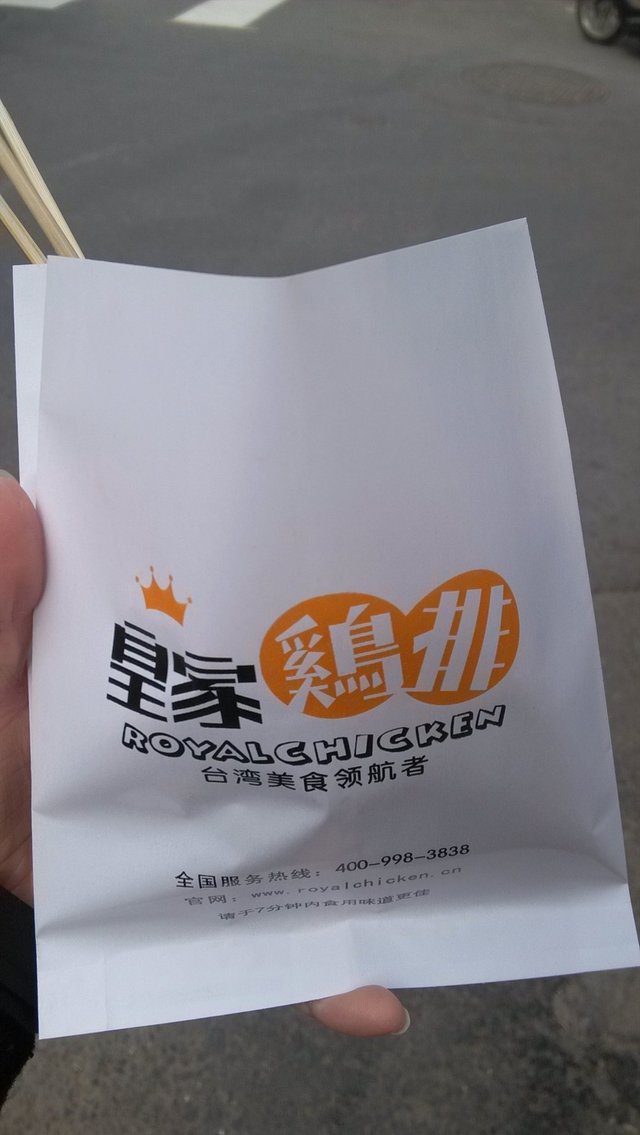 皇家雞排
ROYALCHICKEN
台湾美食领航者
全国服务热线：400-998-3838
官网：www.royalchicken.cn
请于7分钟内食用味道更佳